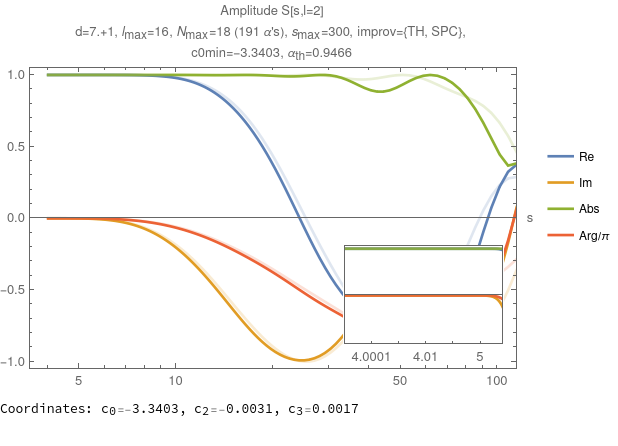 Amplitude S[s,l=2]
d=7.+1, lmax=16, Nmax=18 (191 α's), smax=300, improv={TH, SPC},
c0min=−3.3403, αth=0.9466
1.0
0.5
0.0
−0.5
−1.0
s
4.0001
4.01
5
5
10
50
100
Re
Im
Abs
Arg/π
Coordinates: c0=−3.3403, c2=−0.0031, c3=0.0017